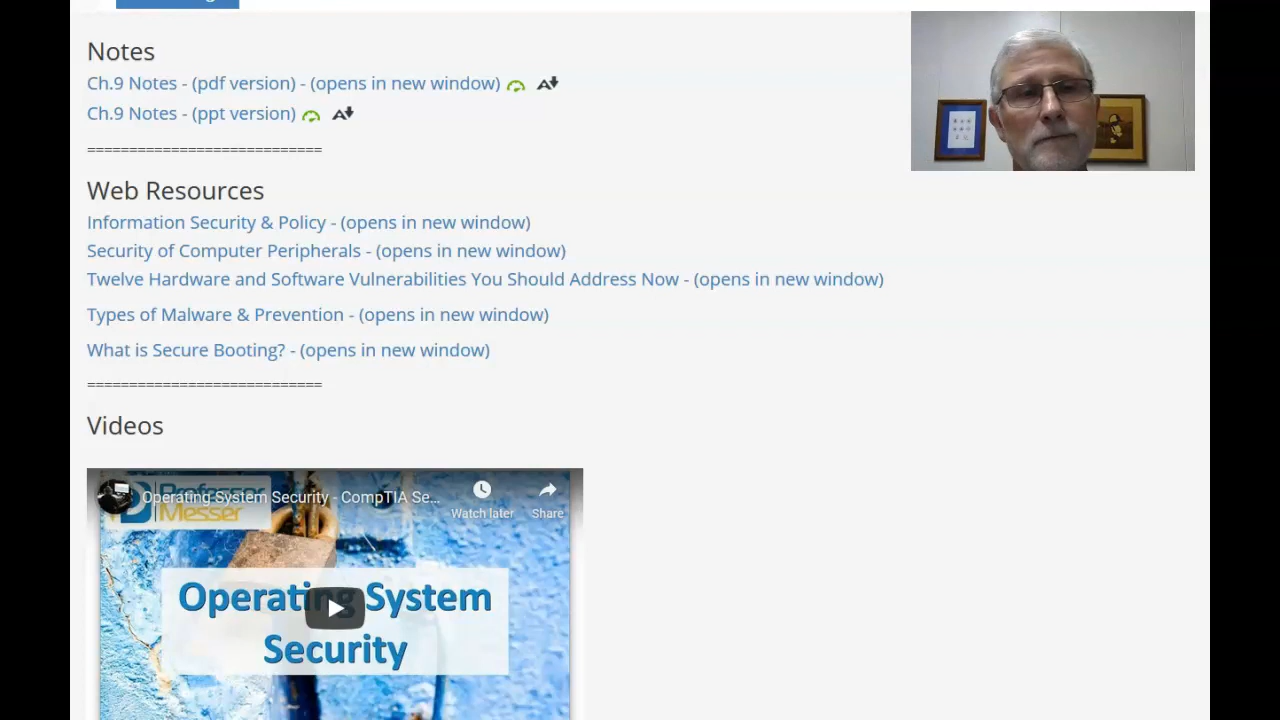 Notes
Ch.9 Notes - (pdf version) - (opens in new window)
Ch.9 Notes - (ppt version)
============================
Web Resources
Information Security & Policy - (opens in new window)
Security of Computer Peripherals - (opens in new window)
Twelve Hardware and Software Vulnerabilities You Should Address Now - (opens in new window)
Types of Malware & Prevention - (opens in new window)
What is Secure Booting? - (opens in new window)
============================
Videos
Professor
Messer
Operating System Security - CompTIA Se...
Watch later
Share
Operating System
Security